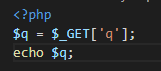 <?php
$q = $_GET['q'];
echo $q;